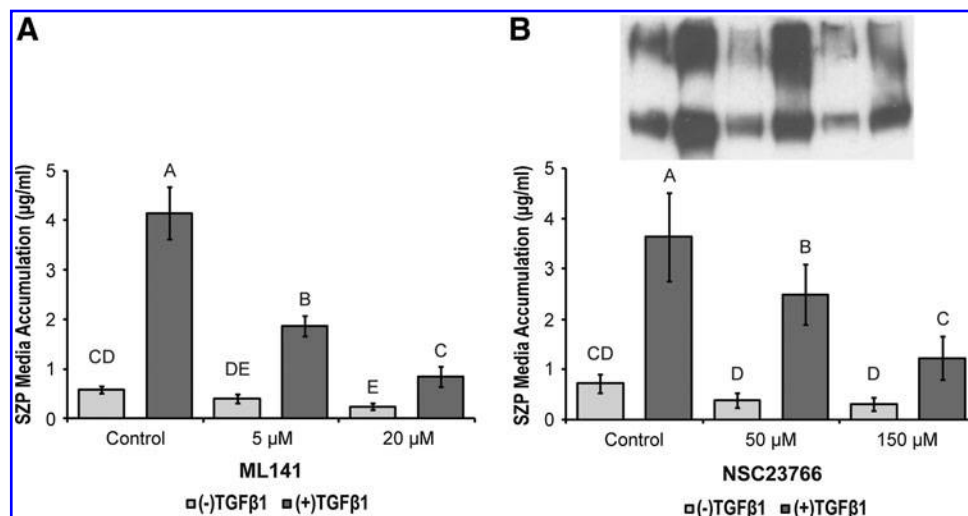 A
SZP Media Accumulation (µg/ml)
5
4
3
2
1
0
CD
A
DE
B
E
C
Control
5 µM
20 µM
ML141
(-)TGFβ1 (+)TGFβ1
B
SZP Media Accumulation (µg/ml)
5
4
3
2
1
0
CD
A
D
B
D
C
Control
50 µM
150 µM
NSC23766
(-)TGFβ1 (+)TGFβ1